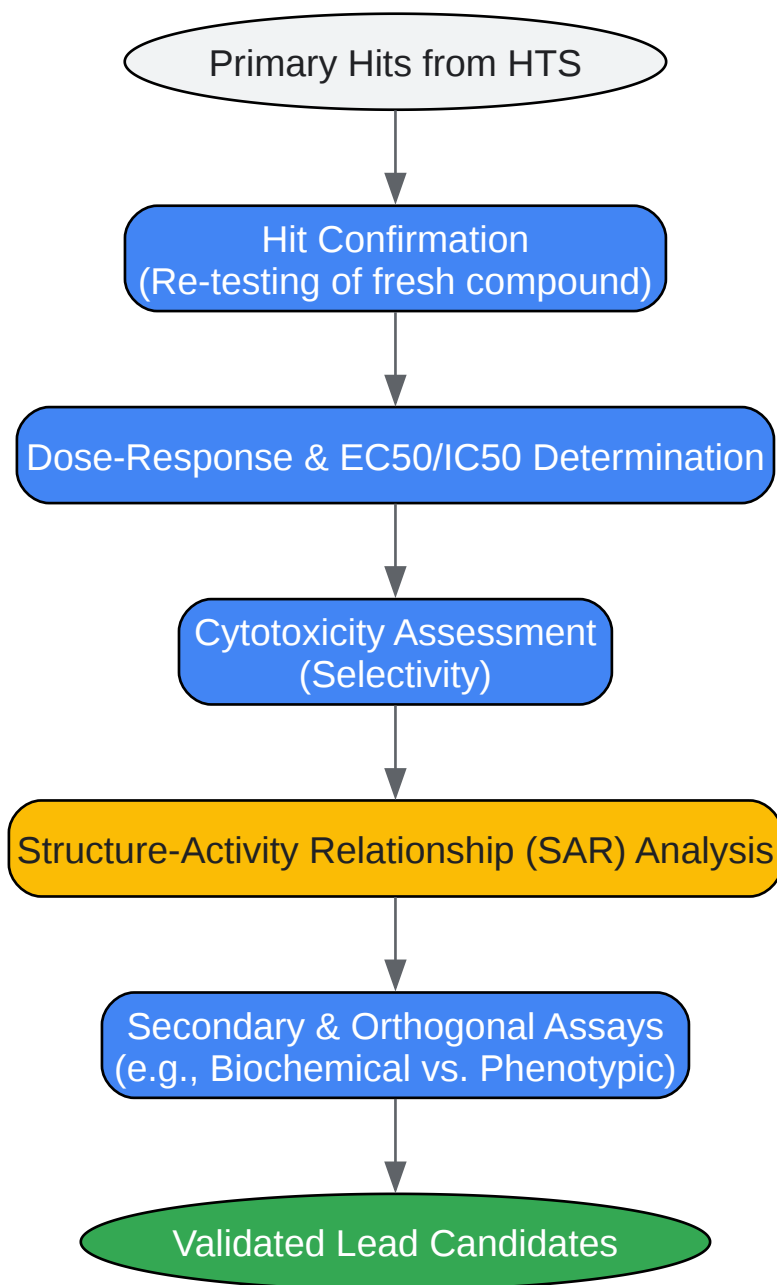 Primary Hits from HTS
Hit Confirmation
(Re-testing of fresh compound)
Dose-Response & EC50/IC50 Determination
Cytotoxicity Assessment
(Selectivity)
Structure-Activity Relationship (SAR) Analysis
Secondary & Orthogonal Assays
(e.g., Biochemical vs. Phenotypic)
Validated Lead Candidates